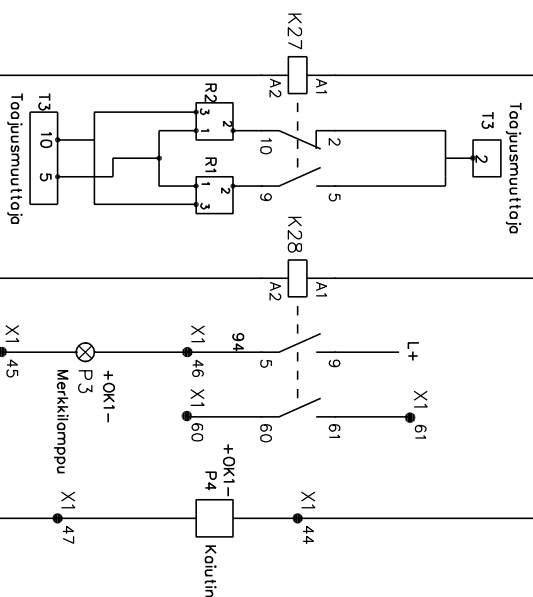 K27
A1
A2
Taajuusmuuttaja
T3
2
2
10
5
9
R2
3
1
2
R1
1
3
2
T3
10
5
Taajuusmuuttaja
K28
A1
A2
L+
9
5
94
X1
46
+OK1-
P3
Merkkilamppu
X1
45
X1
61
61
60
X1
60
X1
44
+OK1-
P4
Kaiutin
X1
47